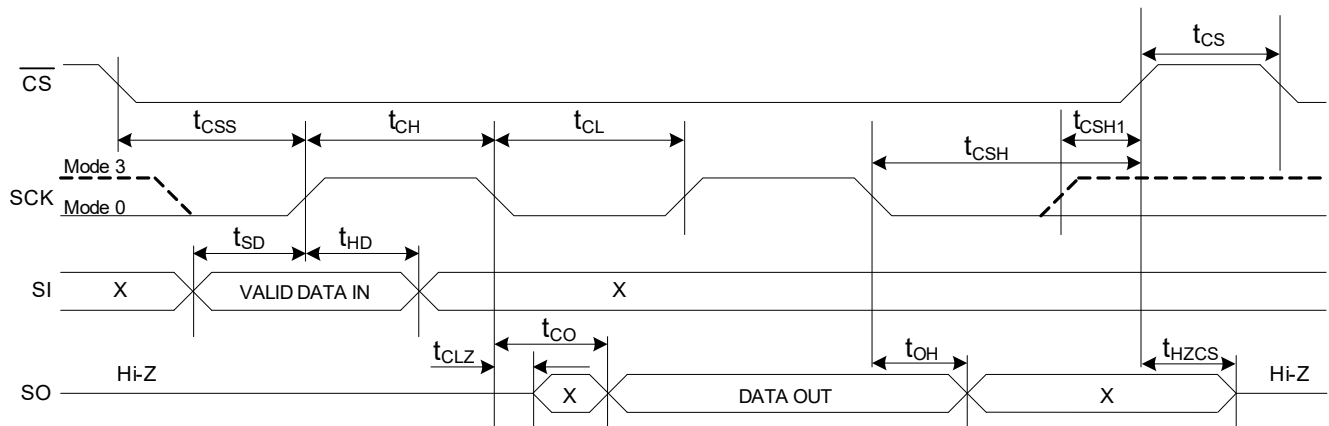 tCS
CS
tCSS
tCH
tCL
tCSH1
tCSH
Mode 3
SCK
Mode 0
tSD
tHD
SI
X
VALID DATA IN
X
tCO
tCLZ
tOH
tHZCS
Hi-Z
Hi-Z
SO
X
DATA OUT
X